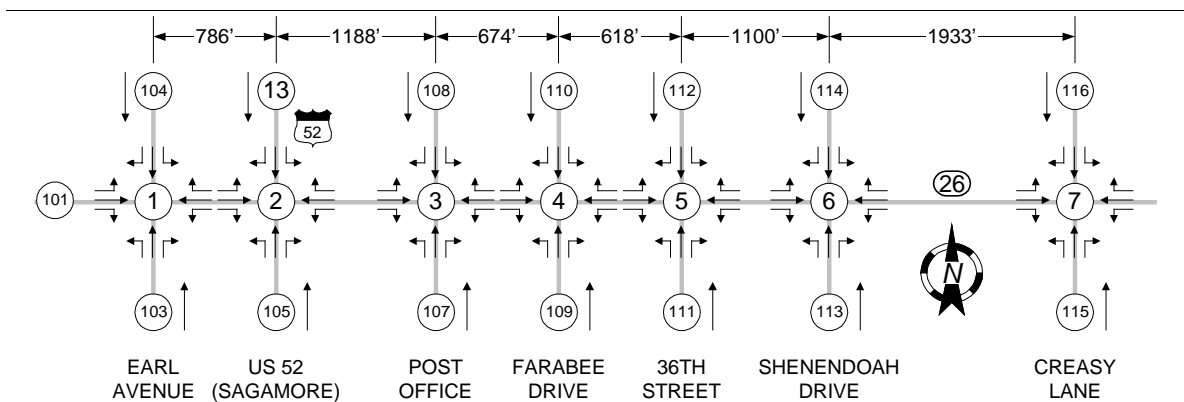 786’ 1188’ 674’ 618’ 1100’ 1933’
104 13 108 110 112 114 116
52
101 1 2 3 4 5 6 26 7
N
103 105 107 109 111 113 115
EARL US 52 POST FARABEE 36TH SHENENDOAH CREASY
AVENUE (SAGAMORE) OFFICE DRIVE STREET DRIVE LANE